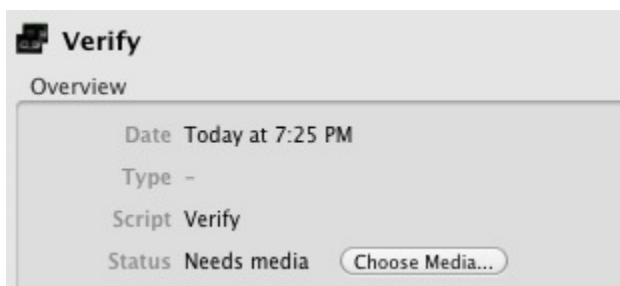 Verify
Overview
Date Today at 7:25 PM
Type -
Script Verify
Status Needs media Choose Media...